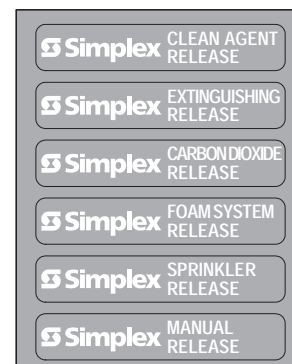 Simplex CLEAN AGENT
RELEASE
Simplex EXTINGUISHING
RELEASE
Simplex CARBON DIOXIDE
RELEASE
Simplex FOAM SYSTEM
RELEASE
Simplex SPRINKLER
RELEASE
Simplex MANUAL
RELEASE